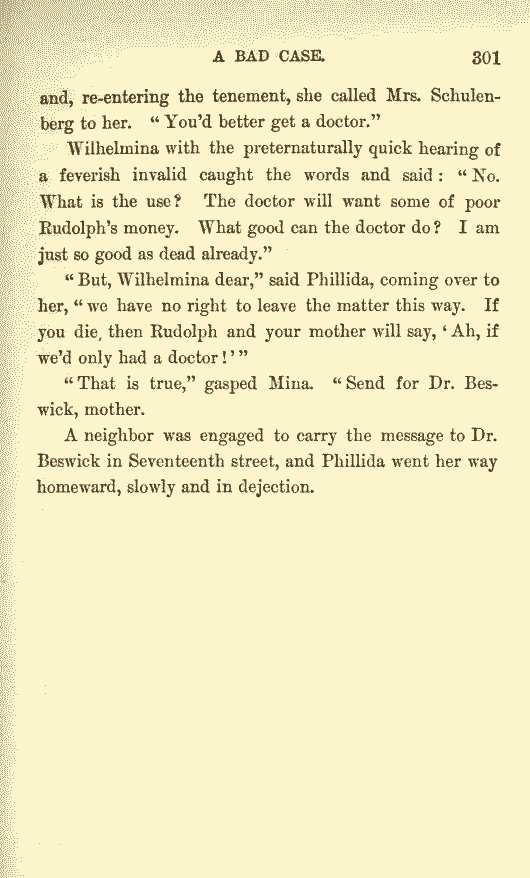 A BAD CASE. 301
and, re-entering the tenement, she called Mrs. Schulen-
berg to her. “You'd better get a doctor.”
Wilhelmina with the preternaturally quick hearing of
a feverish invalid caught the words and said: “No.
What is the use? The doctor will want some of poor
Rudolph's money. What good can the doctor do? I am
just so good as dead already.”
“But, Wilhelmina dear,” said Phillida, coming over to
her, “we have no right to leave the matter this way. If
you die, then Rudolph and your mother will say, ‘Ah, if
we'd only had a doctor!’”
“That is true,” gasped Mina. “Send for Dr. Bes-
wick, mother.
A neighbor was engaged to carry the message to Dr.
Beswick in Seventeenth street, and Phillida went her way
homeward, slowly and in dejection.